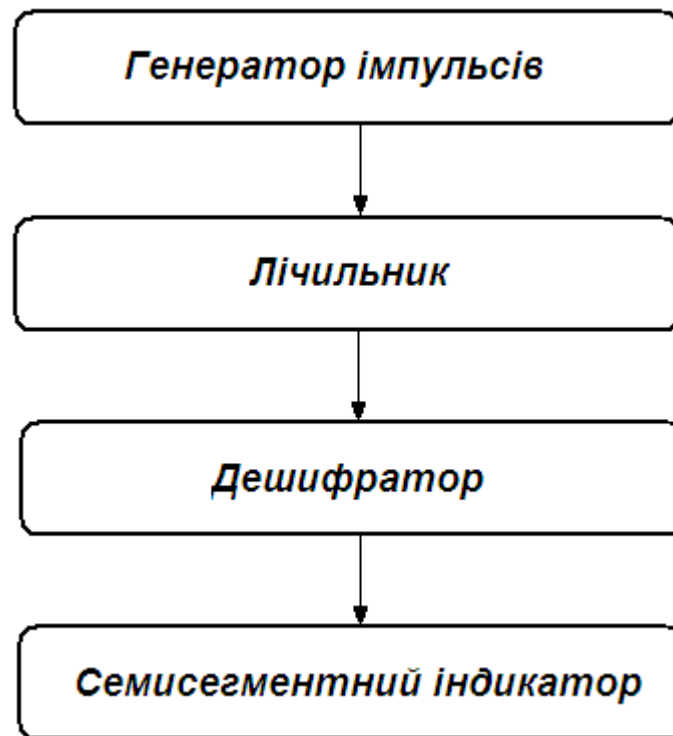 Генератор імпульсів
Лічильник
Дешифратор
Семисегментний індикатор